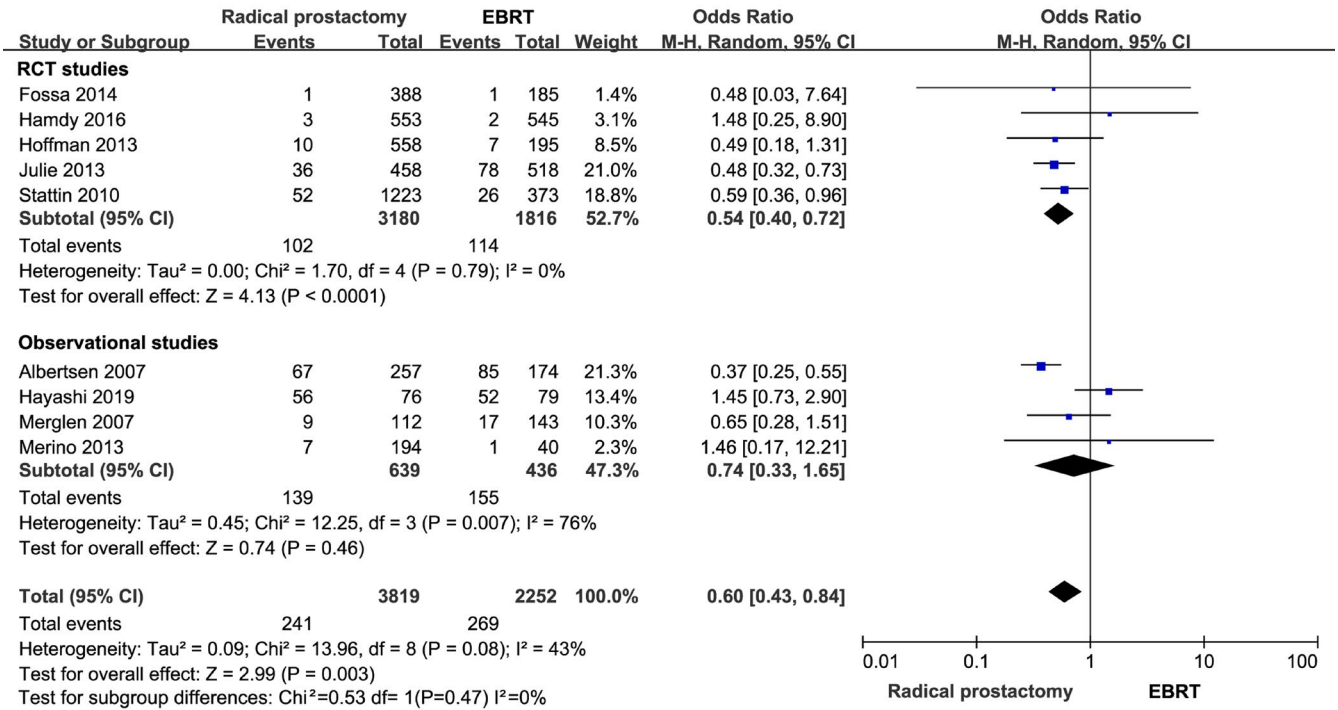 Radical prostactomy EBRT Odds Ratio Odds Ratio
Study or Subgroup Events Total Events Total Weight M-H, Random, 95% CI M-H, Random, 95% CI
RCT studies
Fossa 2014 1 388 1 185 1.4% 0.48 [0.03, 7.64]
Hamdy 2016 3 553 2 545 3.1% 1.48 [0.25, 8.90]
Hoffman 2013 10 558 7 195 8.5% 0.49 [0.18, 1.31]
Julie 2013 36 458 78 518 21.0% 0.48 [0.32, 0.73]
Stattin 2010 52 1223 26 373 18.8% 0.59 [0.36, 0.96]
Subtotal (95% CI) 3180 1816 52.7% 0.54 [0.40, 0.72]
Total events 102 114
Heterogeneity: Tau² = 0.00; Chi² = 1.70, df = 4 (P = 0.79); I² = 0%
Test for overall effect: Z = 4.13 (P < 0.0001)
Observational studies
Albertsen 2007 67 257 85 174 21.3% 0.37 [0.25, 0.55]
Hayashi 2019 56 76 52 79 13.4% 1.45 [0.73, 2.90]
Merglen 2007 9 112 17 143 10.3% 0.65 [0.28, 1.51]
Merino 2013 7 194 1 40 2.3% 1.46 [0.17, 12.21]
Subtotal (95% CI) 639 436 47.3% 0.74 [0.33, 1.65]
Total events 139 155
Heterogeneity: Tau² = 0.45; Chi² = 12.25, df = 3 (P = 0.007); I² = 76%
Test for overall effect: Z = 0.74 (P = 0.46)
Total (95% CI) 3819 2252 100.0% 0.60 [0.43, 0.84]
Total events 241 269
Heterogeneity: Tau² = 0.09; Chi² = 13.96, df = 8 (P = 0.08); I² = 43%
Test for overall effect: Z = 2.99 (P = 0.003)
Test for subgroup differences: Chi²=0.53 df= 1(P=0.47) I²=0%
0.01 0.1 1 10 100
Radical prostactomy EBRT